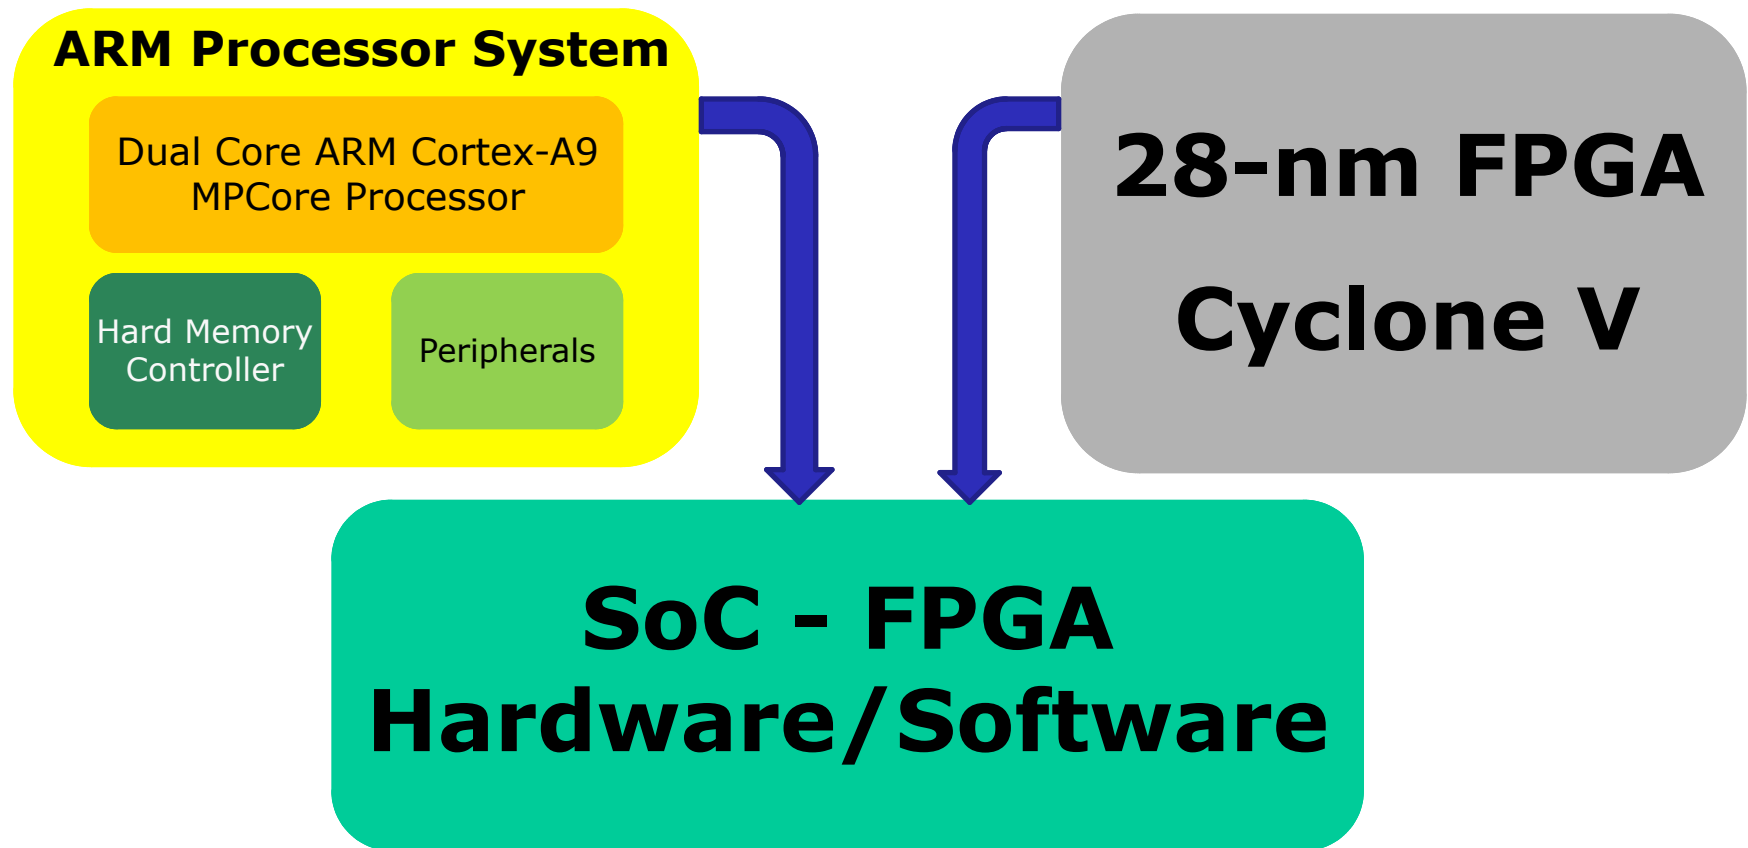 ARM Processor System
Dual Core ARM Cortex-A9
MPCore Processor
Hard Memory
Controller
Peripherals
28-nm FPGA
Cyclone V
SoC - FPGA
Hardware/Software